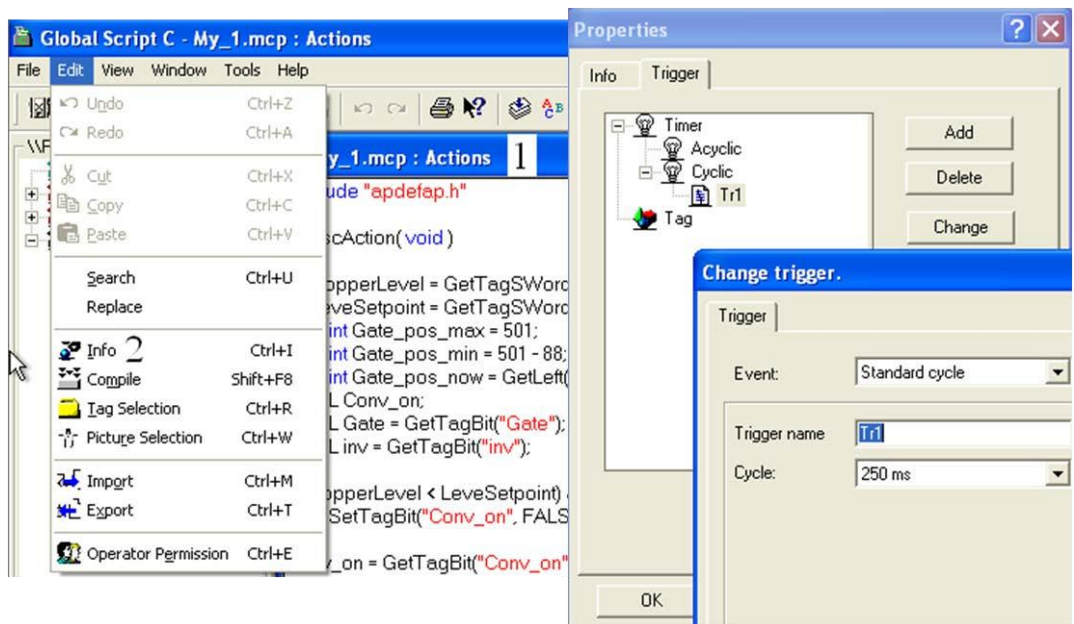 Global Script C - My_1.mcp : Actions
File Edit View Window Tools Help
Undo Ctrl+Z
Redo Ctrl+A
Cut Ctrl+X
Copy Ctrl+C
Paste Ctrl+V
Search Ctrl+U
Replace
Info 2 Ctrl+I
Compile Shift+F8
Tag Selection Ctrl+R
Picture Selection Ctrl+W
Import Ctrl+M
Export Ctrl+T
Operator Permission Ctrl+E
\\F
y_1.mcp : Actions 1
ude "apdefap.h"
scAction( void )
opperLevel = GetTagSWord
eveSetpoint = GetTagSWord
int Gate_pos_max = 501;
int Gate_pos_min = 501 - 88;
int Gate_pos_now = GetLeft(
L Conv_on;
L Gate = GetTagBit("Gate");
L inv = GetTagBit("inv");
opperLevel < LeveSetpoint)
SetTagBit("Conv_on", FALS
_on = GetTagBit("Conv_on"
Properties
Info Trigger
Timer
Acyclic
Cyclic
Tr1
Tag
Add
Delete
Change
OK
Change trigger.
Trigger
Event: Standard cycle
Trigger name Tr1
Cycle: 250 ms